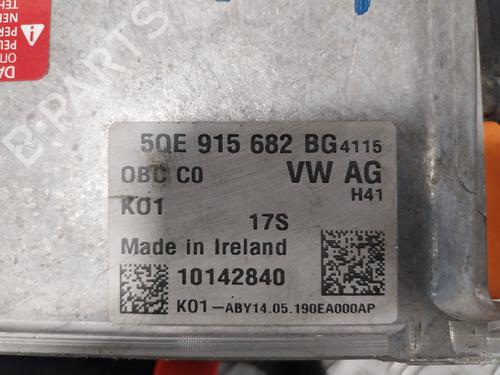 5QE 915 682 BG 4115
OBC C0 VW AG
H41
K01
17S
Made in Ireland
10142840
K01-ABY14.05.190EA000AP
B-PARTS